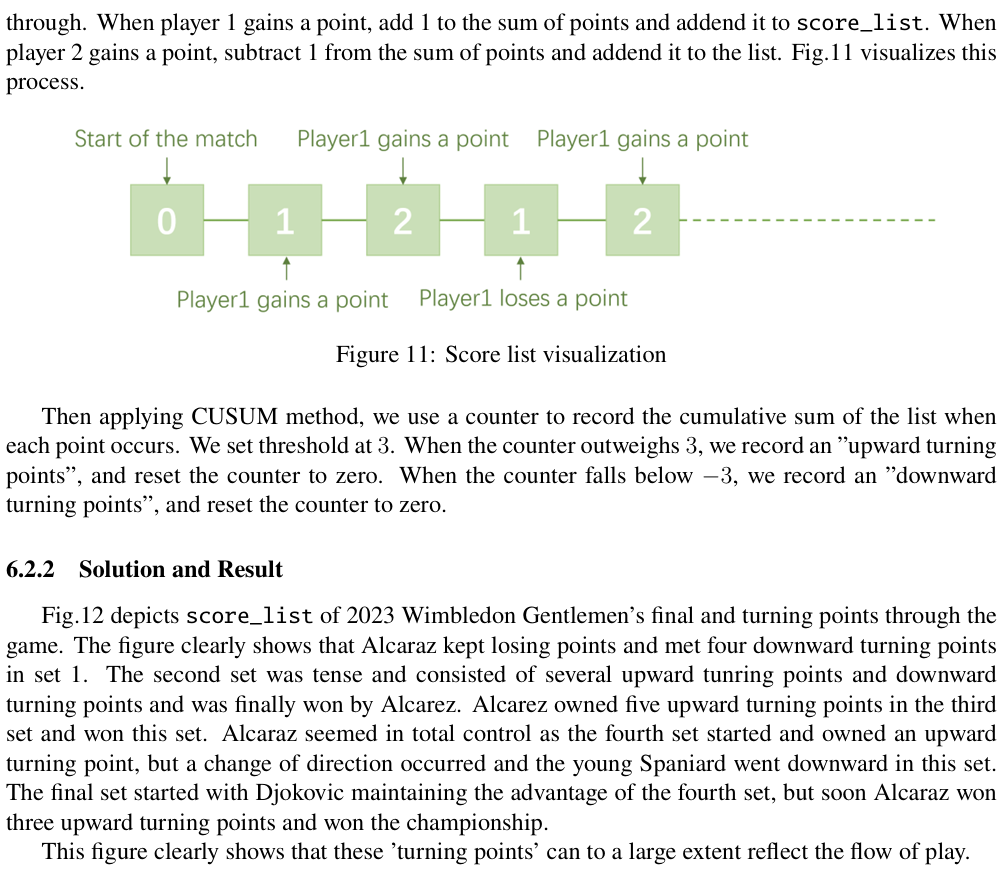 through. When player 1 gains a point, add 1 to the sum of points and addend it to score_list. When
player 2 gains a point, subtract 1 from the sum of points and addend it to the list. Fig.11 visualizes this
process.
Start of the match
Player1 gains a point
Player1 gains a point
0
1
2
1
2
Player1 gains a point
Player1 loses a point
Figure 11: Score list visualization
Then applying CUSUM method, we use a counter to record the cumulative sum of the list when
each point occurs. We set threshold at 3. When the counter outweighs 3, we record an ”upward turning
points”, and reset the counter to zero. When the counter falls below −3, we record an ”downward
turning points”, and reset the counter to zero.
6.2.2 Solution and Result
Fig.12 depicts score_list of 2023 Wimbledon Gentlemen’s final and turning points through the
game. The figure clearly shows that Alcaraz kept losing points and met four downward turning points
in set 1. The second set was tense and consisted of several upward tunring points and downward
turning points and was finally won by Alcarez. Alcarez owned five upward turning points in the third
set and won this set. Alcaraz seemed in total control as the fourth set started and owned an upward
turning point, but a change of direction occurred and the young Spaniard went downward in this set.
The final set started with Djokovic maintaining the advantage of the fourth set, but soon Alcaraz won
three upward turning points and won the championship.
This figure clearly shows that these ’turning points’ can to a large extent reflect the flow of play.